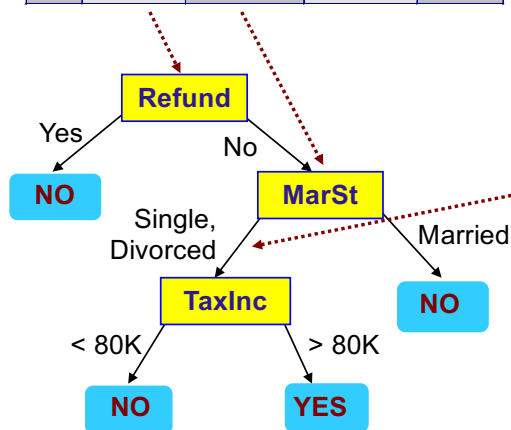 Refund
Yes
No
NO
MarSt
Single,
Divorced
Married
TaxInc
NO
< 80K
> 80K
NO
YES